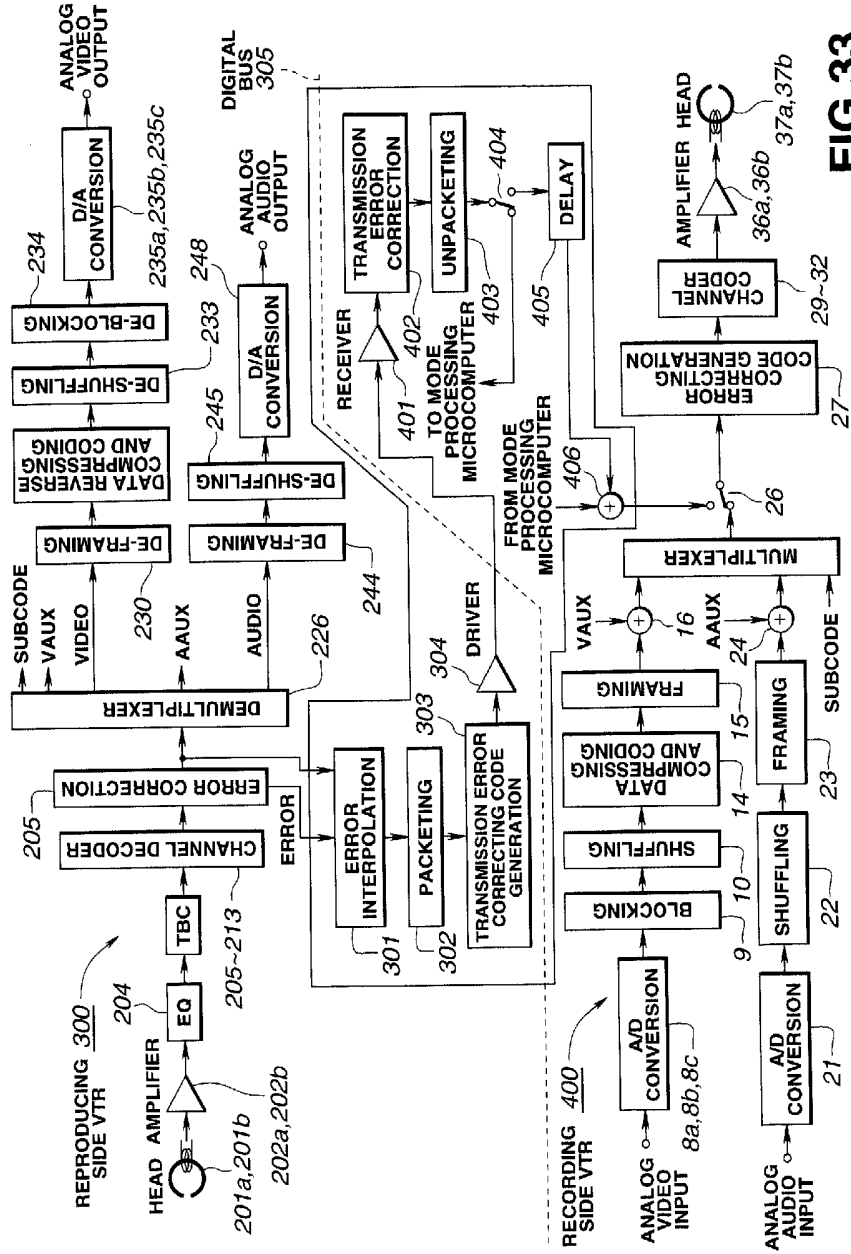 REPRODUCING 300
SIDE VTR
HEAD AMPLIFIER
201a,201b
202a,202b
204
EQ
TBC
205~213
CHANNEL DECODER
205
ERROR CORRECTION
ERROR
DEMULTIPLEXER
226
SUBCODE
VAUX
VIDEO
AAUX
AUDIO
DE-FRAMING
230
DATA REVERSE
COMPRESSING
AND CODING
DE-SHUFFLING
233
DE-BLOCKING
234
D/A
CONVERSION
235a,235b,235c
ANALOG
VIDEO
OUTPUT
DE-FRAMING
244
DE-SHUFFLING
245
D/A
CONVERSION
248
ANALOG
AUDIO
OUTPUT
DIGITAL
BUS
305
ERROR
INTERPOLATION
301
PACKETING
302
TRANSMISSION ERROR
CORRECTING CODE
GENERATION
303
304
DRIVER
RECEIVER
401
TRANSMISSION
ERROR
CORRECTION
402
UNPACKETING
403
404
TO MODE
PROCESSING
MICROCOMPUTER
DELAY
405
FROM MODE
PROCESSING
MICROCOMPUTER
406
RECORDING 400
SIDE VTR
ANALOG
VIDEO
INPUT
A/D
CONVERSION
8a,8b,8c
BLOCKING
9
SHUFFLING
10
DATA
COMPRESSING
AND CODING
14
FRAMING
15
VAUX
16
ANALOG
AUDIO
INPUT
A/D
CONVERSION
21
SHUFFLING
22
FRAMING
23
AAUX
24
SUBCODE
MULTIPLEXER
26
ERROR
CORRECTING
CODE GENERATION
27
CHANNEL
CODER
29~32
AMPLIFIER HEAD
36a,36b
37a,37b
FIG.33